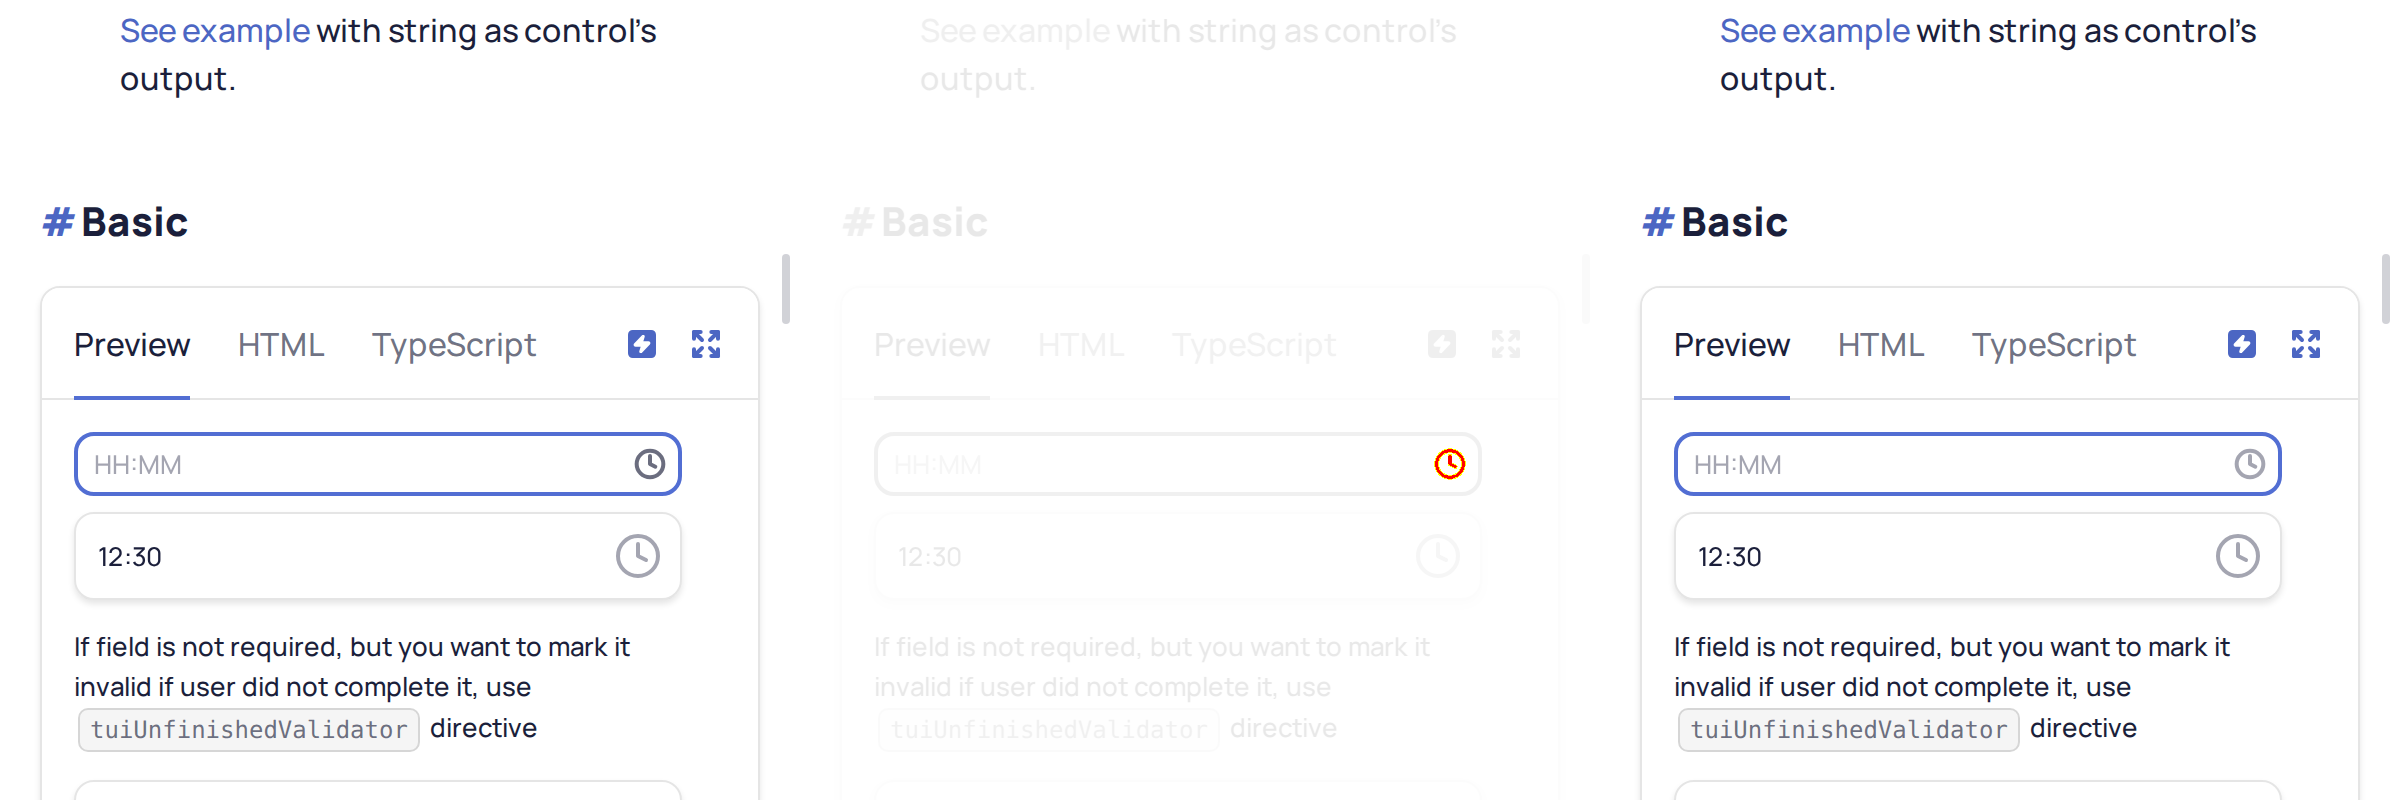 See example with string as control's
output.
# Basic
Preview HTML TypeScript
HH:MM
12:30
If field is not required, but you want to mark it
invalid if user did not complete it, use
tuiUnfinishedValidator directive
See example with string as control's
output.
# Basic
Preview HTML TypeScript
HH:MM
12:30
If field is not required, but you want to mark it
invalid if user did not complete it, use
tuiUnfinishedValidator directive
See example with string as control's
output.
# Basic
Preview HTML TypeScript
HH:MM
12:30
If field is not required, but you want to mark it
invalid if user did not complete it, use
tuiUnfinishedValidator directive